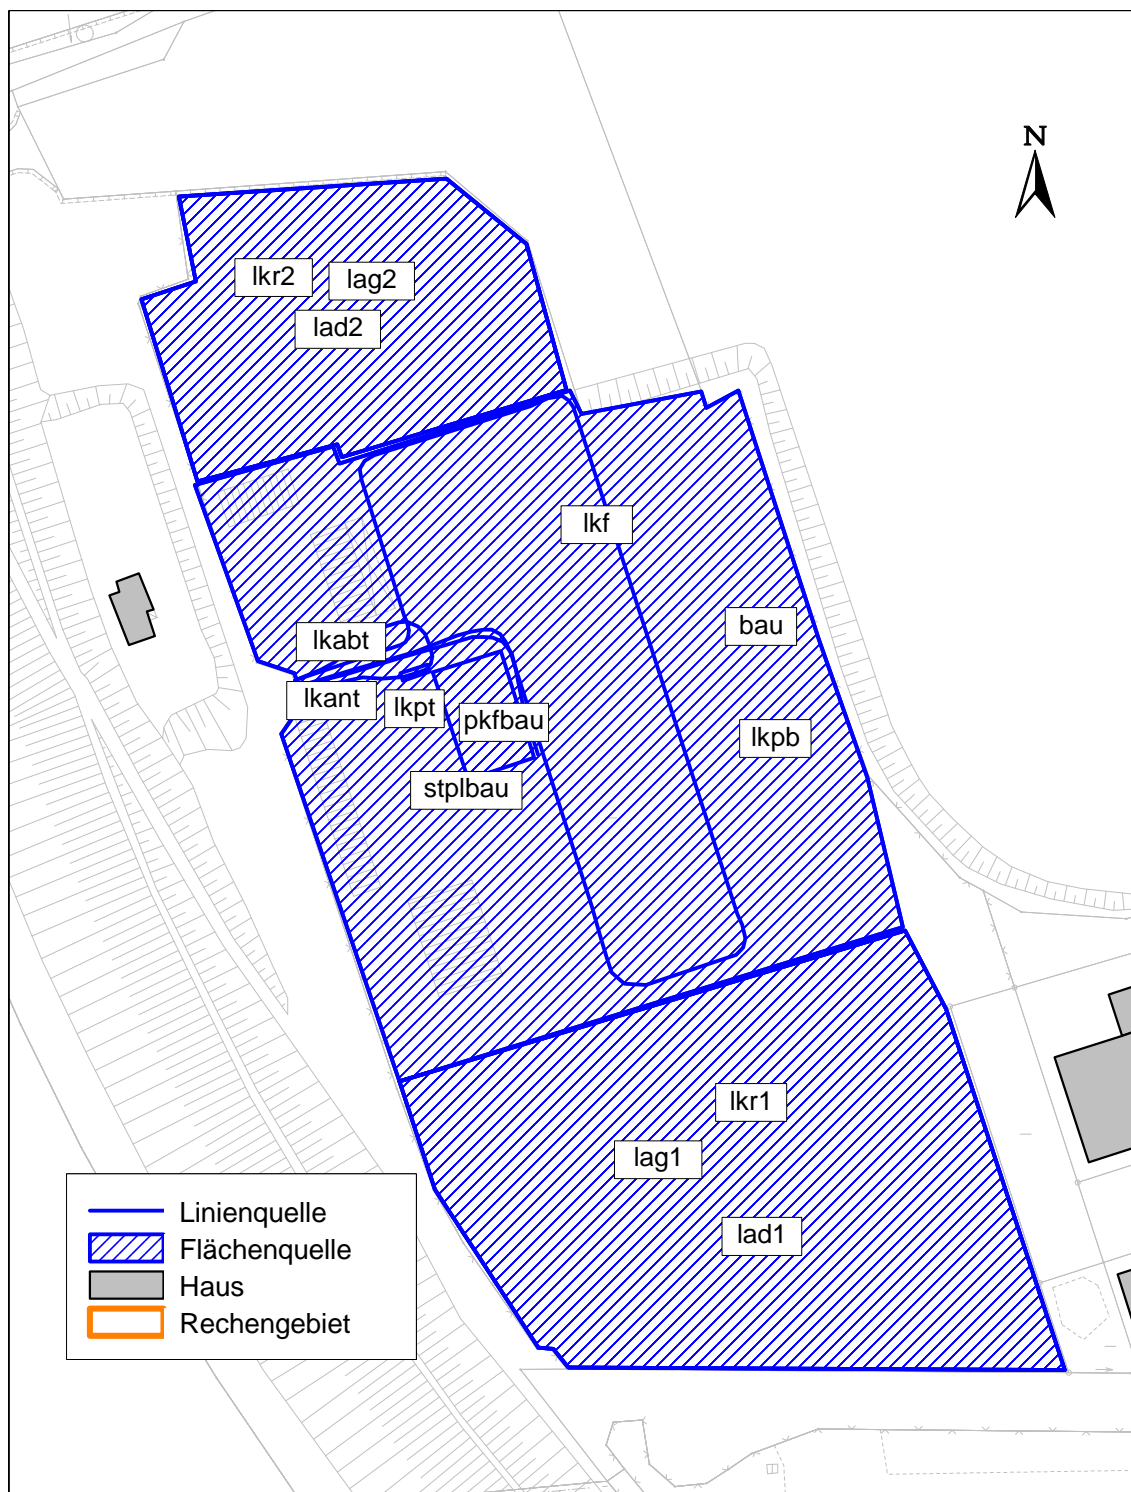 N
lkr2
lag2
lad2
lkf
bau
lkabt
lkant
lkpt
pkfbau
lkpb
stplbau
lkr1
lag1
lad1
Linienquelle
Flächenquelle
Haus
Rechengebiet